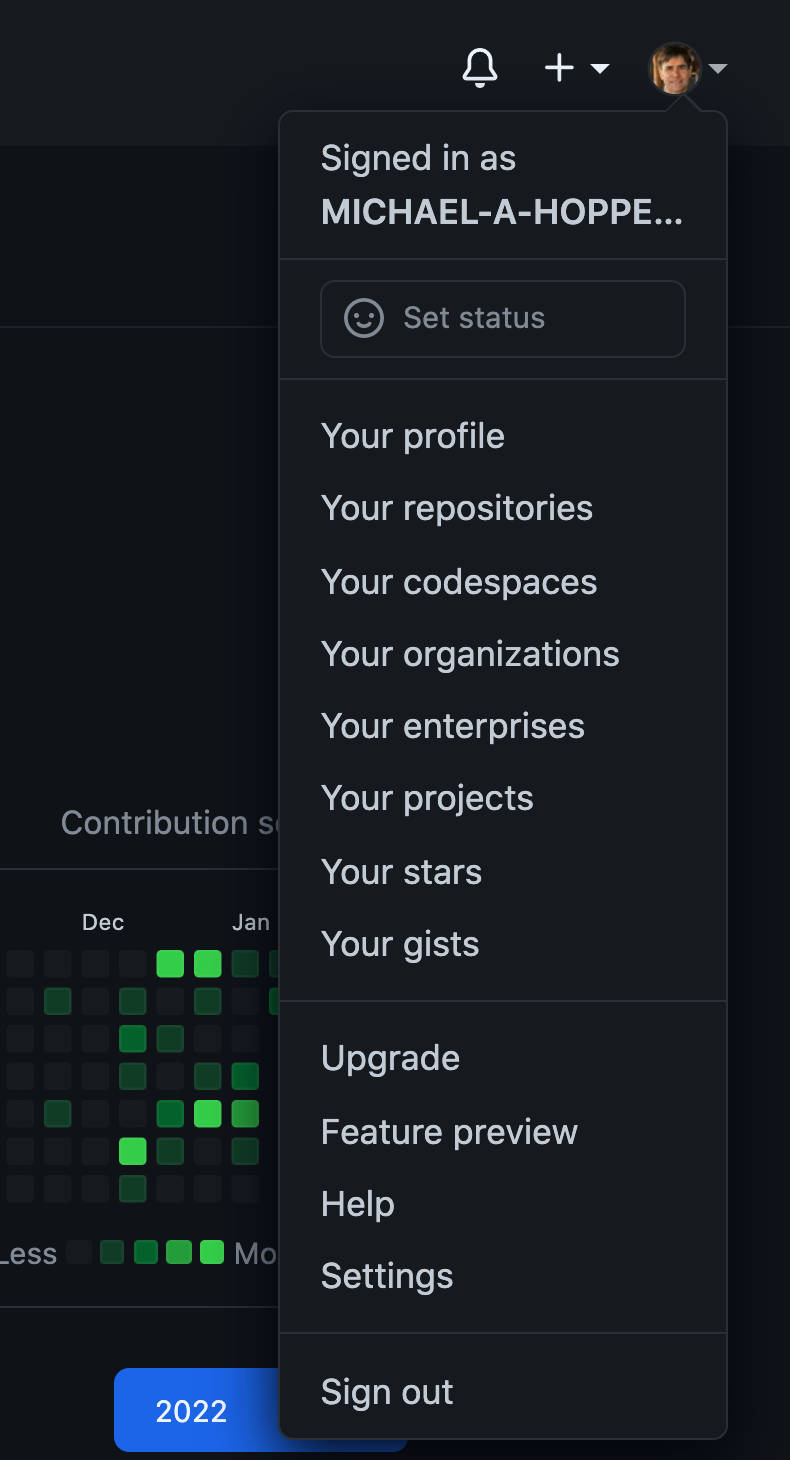 Signed in as
MICHAEL-A-HOPPE...
Set status
Your profile
Your repositories
Your codespaces
Your organizations
Your enterprises
Your projects
Your stars
Your gists
Upgrade
Feature preview
Help
Settings
Sign out
Contribution s
Dec Jan
Less Mo
2022